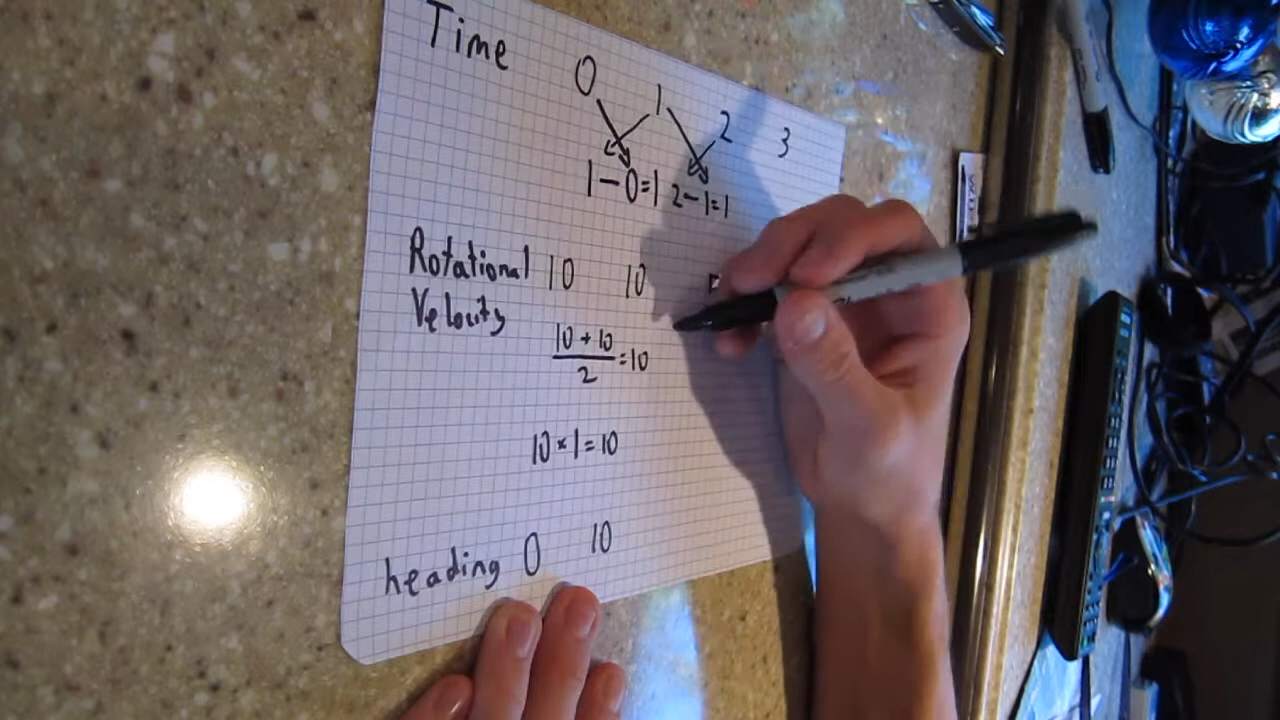 Time 0 1 2 3
1-0=1 2-1=1
Rotational 10 10
Velocity
10 + 10
2
=10
10 × 1 = 10
heading 0 10